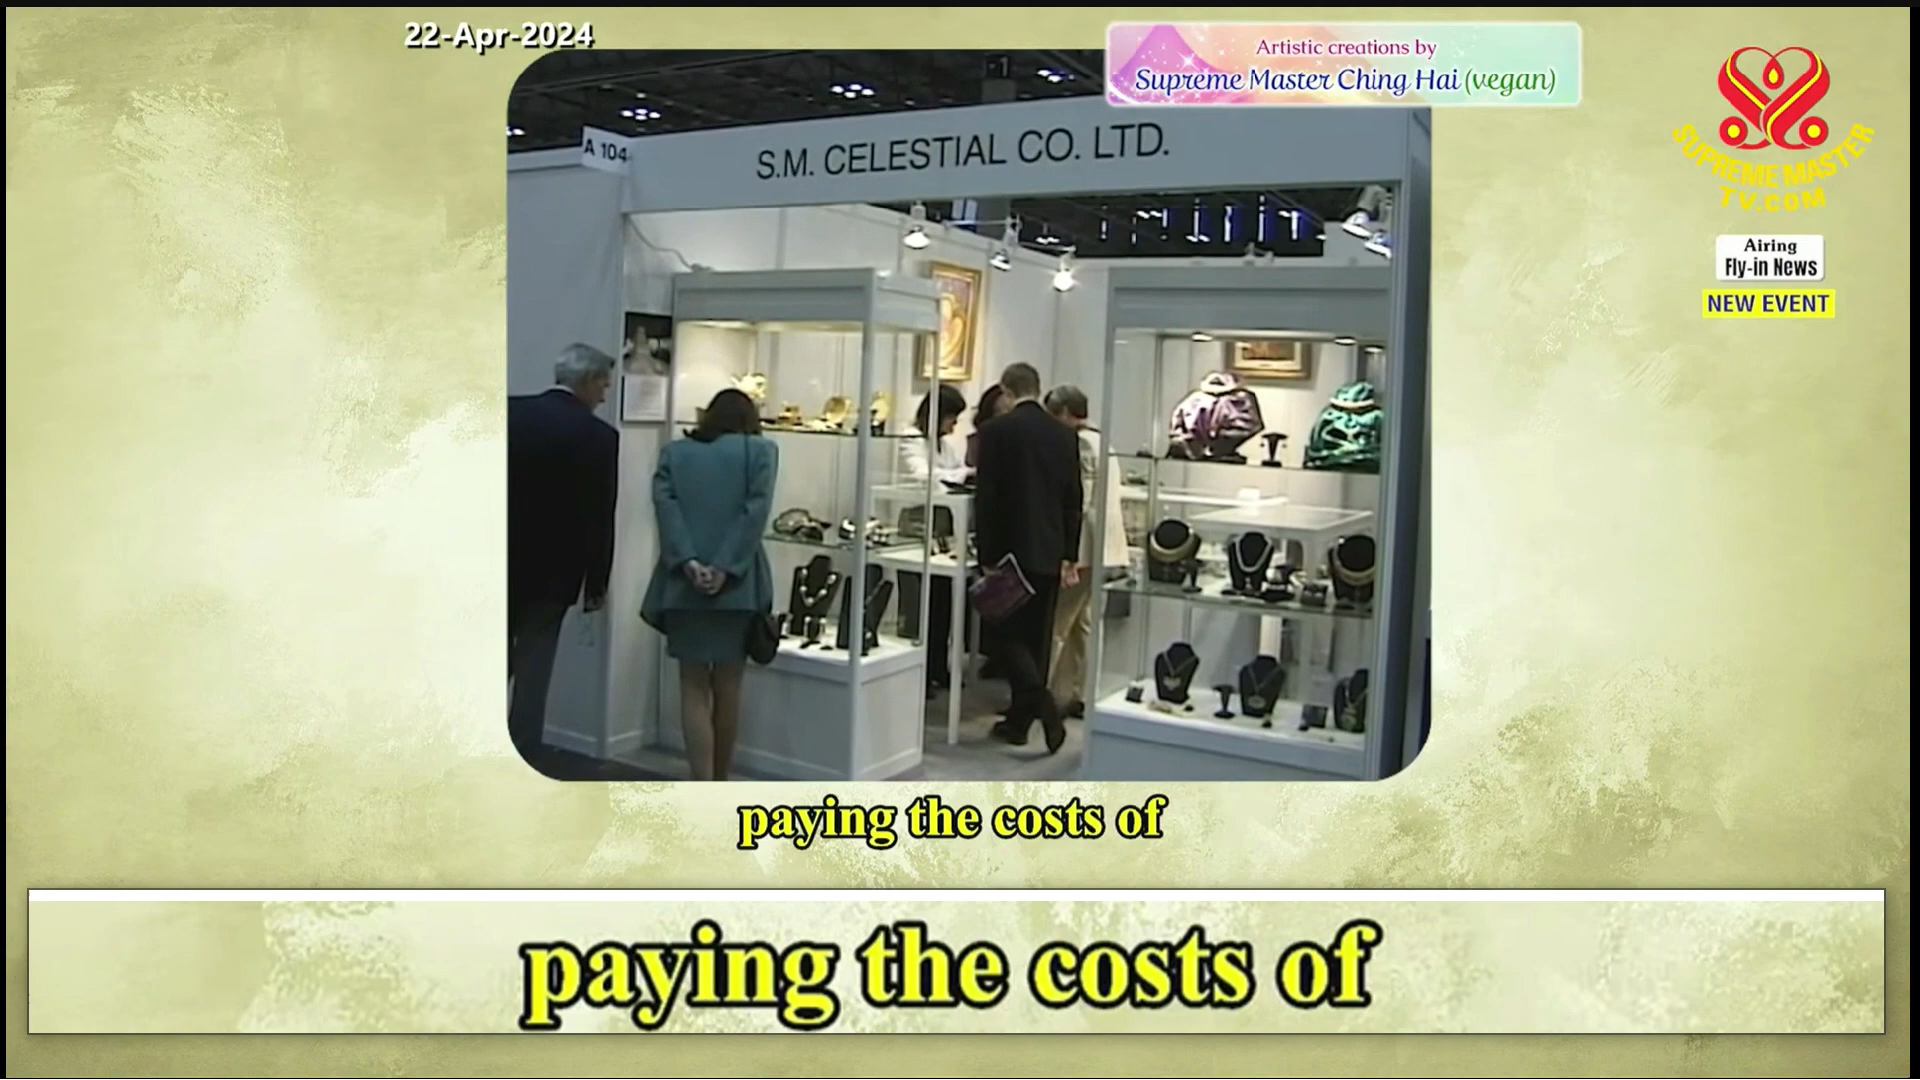 22-Apr-2024
Artistic creations by
Supreme Master Ching Hai (vegan)
SUPREME MASTER
TV.COM
A 104
S.M. CELESTIAL CO. LTD.
Airing
Fly-in News
NEW EVENT
paying the costs of
paying the costs of